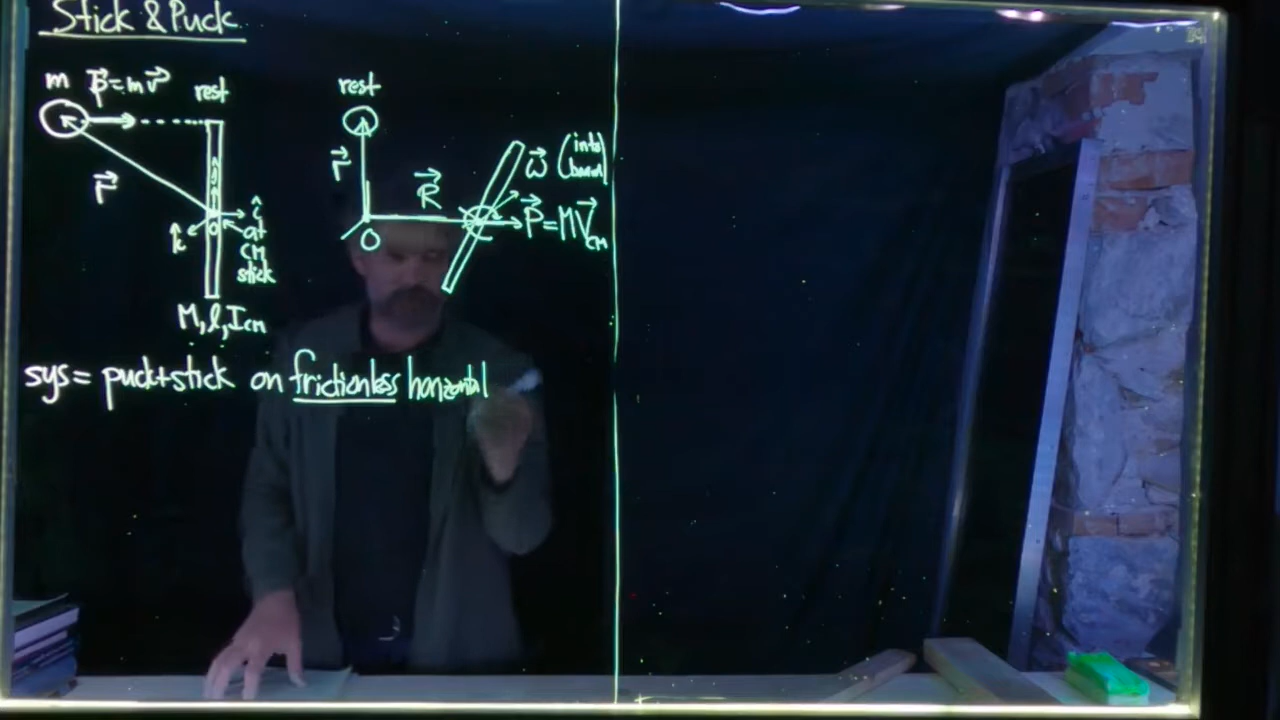 Stick & Puck
m p⃗=mv⃗ rest
r⃗
ĵ
k̂ O î
at
CM
stick
M, l, Icm
rest
r⃗
R⃗
O
ω⃗ (into board)
P⃗=MV⃗cm
sys= puck+stick on frictionless horizontal